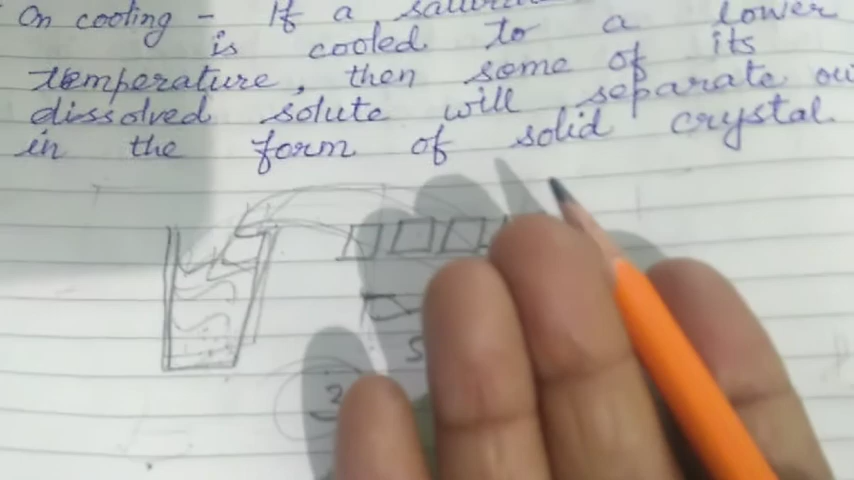 On cooling - If a
is cooled to a lower
temperature, then some of its
dissolved solute will separate
in the form of solid crystal.
S
2